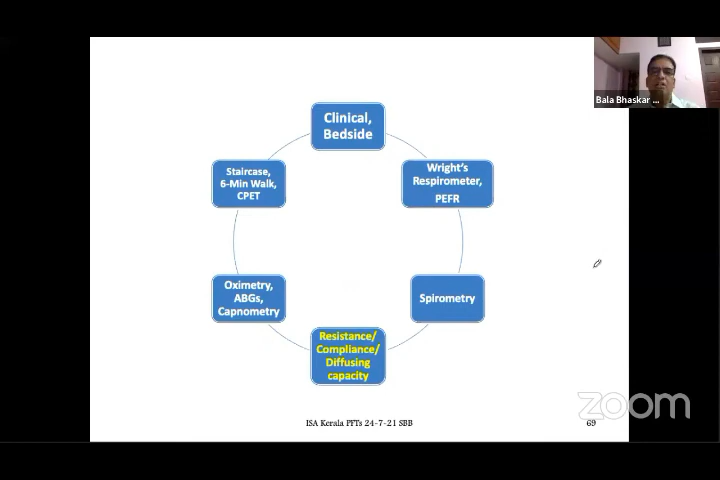 Clinical,
Bedside
Wright's
Respirometer,
PEFR
Spirometry
Resistance/
Compliance/
Diffusing
capacity
Oximetry,
ABGs,
Capnometry
Staircase,
6-Min Walk,
CPET
ISA Kerala PFTs 24-7-21 SBB
69
Bala Bhaskar ...
zoom